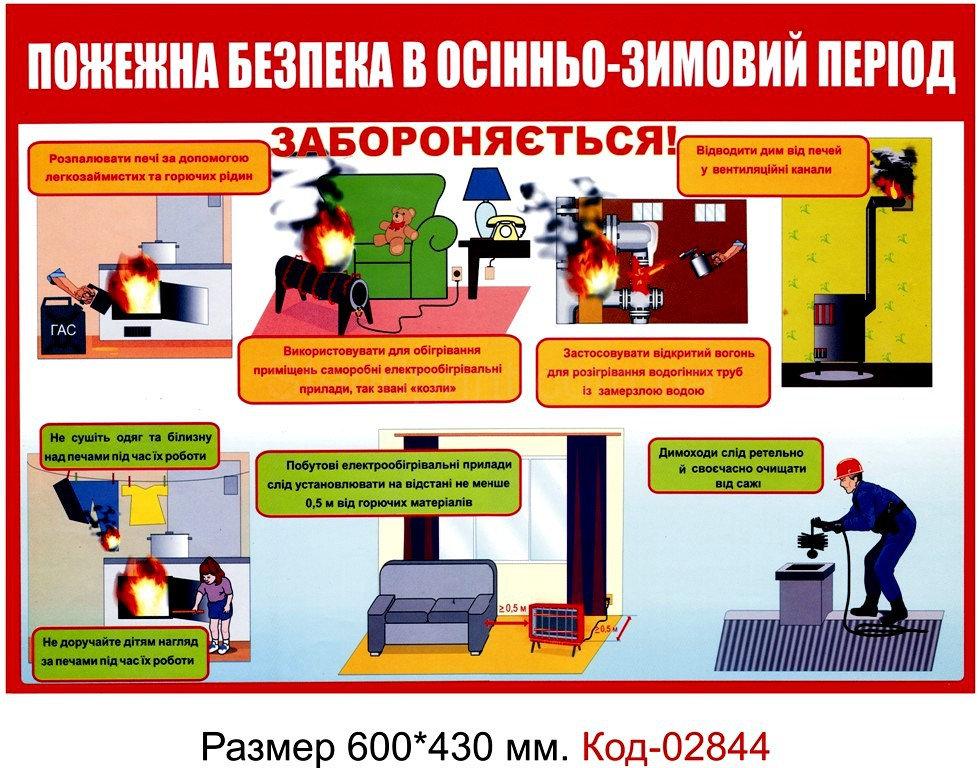 ПОЖЕЖНА БЕЗПЕКА В ОСІННЬО-ЗИМОВИЙ ПЕРІОД
ЗАБОРОНЯЄТЬСЯ!
Розпалювати печі за допомогою
легкозаймистих та горючих рідин
Відводити дим від печей
у вентиляційні канали
ГАС
Використовувати для обігрівання
приміщень саморобні електрообігрівальні
прилади, так звані «козли»
Застосовувати відкритий вогонь
для розігрівання водогінних труб
із замерзлою водою
Не сушіть одяг та білизну
над печами під час їх роботи
Побутові електрообігрівальні прилади
слід установлювати на відстані не менше
0,5 м від горючих матеріалів
Димоходи слід ретельно
й своєчасно очищати
від сажі
≥ 0,5 м
≥0,5 м
Не доручайте дітям нагляд
за печами під час їх роботи
Размер 600*430 мм. Код-02844